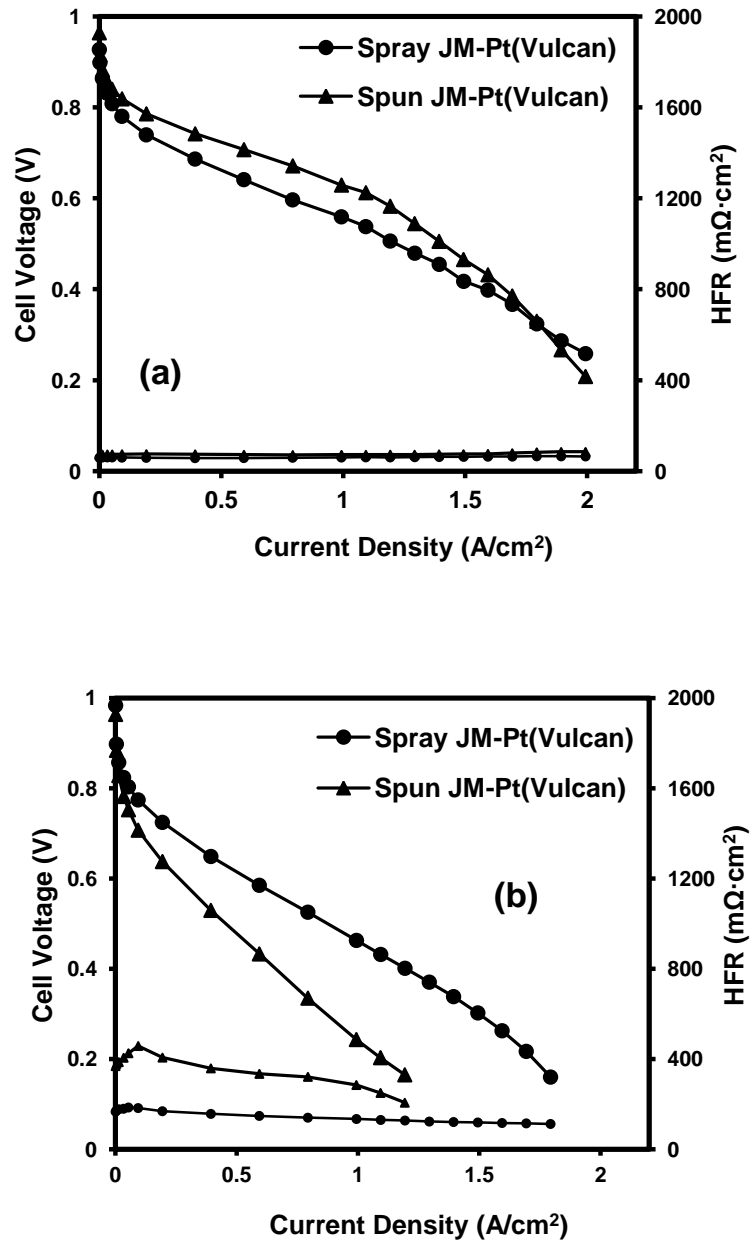 Spray JM-Pt(Vulcan)
Spun JM-Pt(Vulcan)
1
0.8
0.6
0.4
0.2
0
Cell Voltage (V)
2000
1600
1200
800
400
0
HFR (mΩ·cm²)
(a)
0 0.5 1 1.5 2
Current Density (A/cm²)
Spray JM-Pt(Vulcan)
Spun JM-Pt(Vulcan)
1
0.8
0.6
0.4
0.2
0
Cell Voltage (V)
2000
1600
1200
800
400
0
HFR (mΩ·cm²)
(b)
0 0.5 1 1.5 2
Current Density (A/cm²)